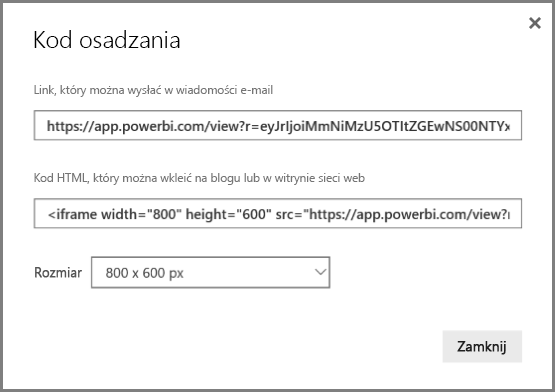 Kod osadzania
Link, który można wysłać w wiadomości e-mail
https://app.powerbi.com/view?r=eyJrIjoiMmNiMzU5OTItZGEwNS00NTYx
Kod HTML, który można wkleić na blogu lub w witrynie sieci web
<iframe width="800" height="600" src="https://app.powerbi.com/view?r
Rozmiar 800 x 600 px
Zamknij